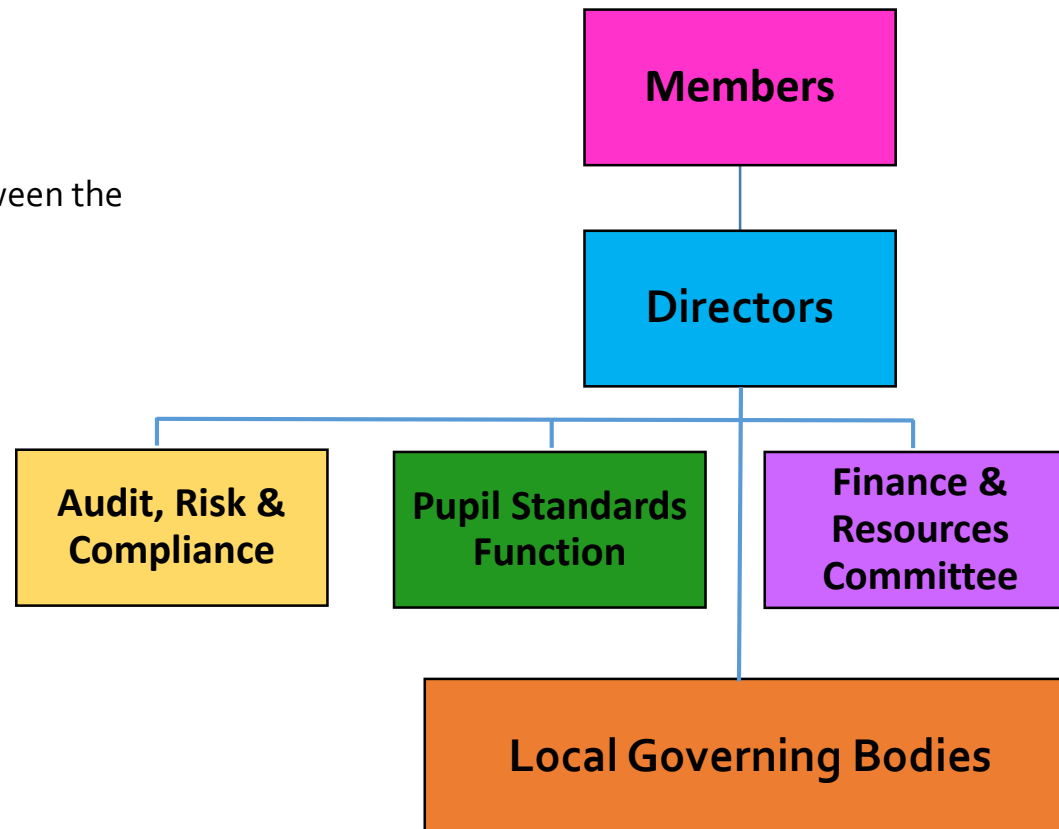 Members
ween the
Directors
Audit, Risk &
Compliance
Pupil Standards
Function
Finance &
Resources
Committee
Local Governing Bodies